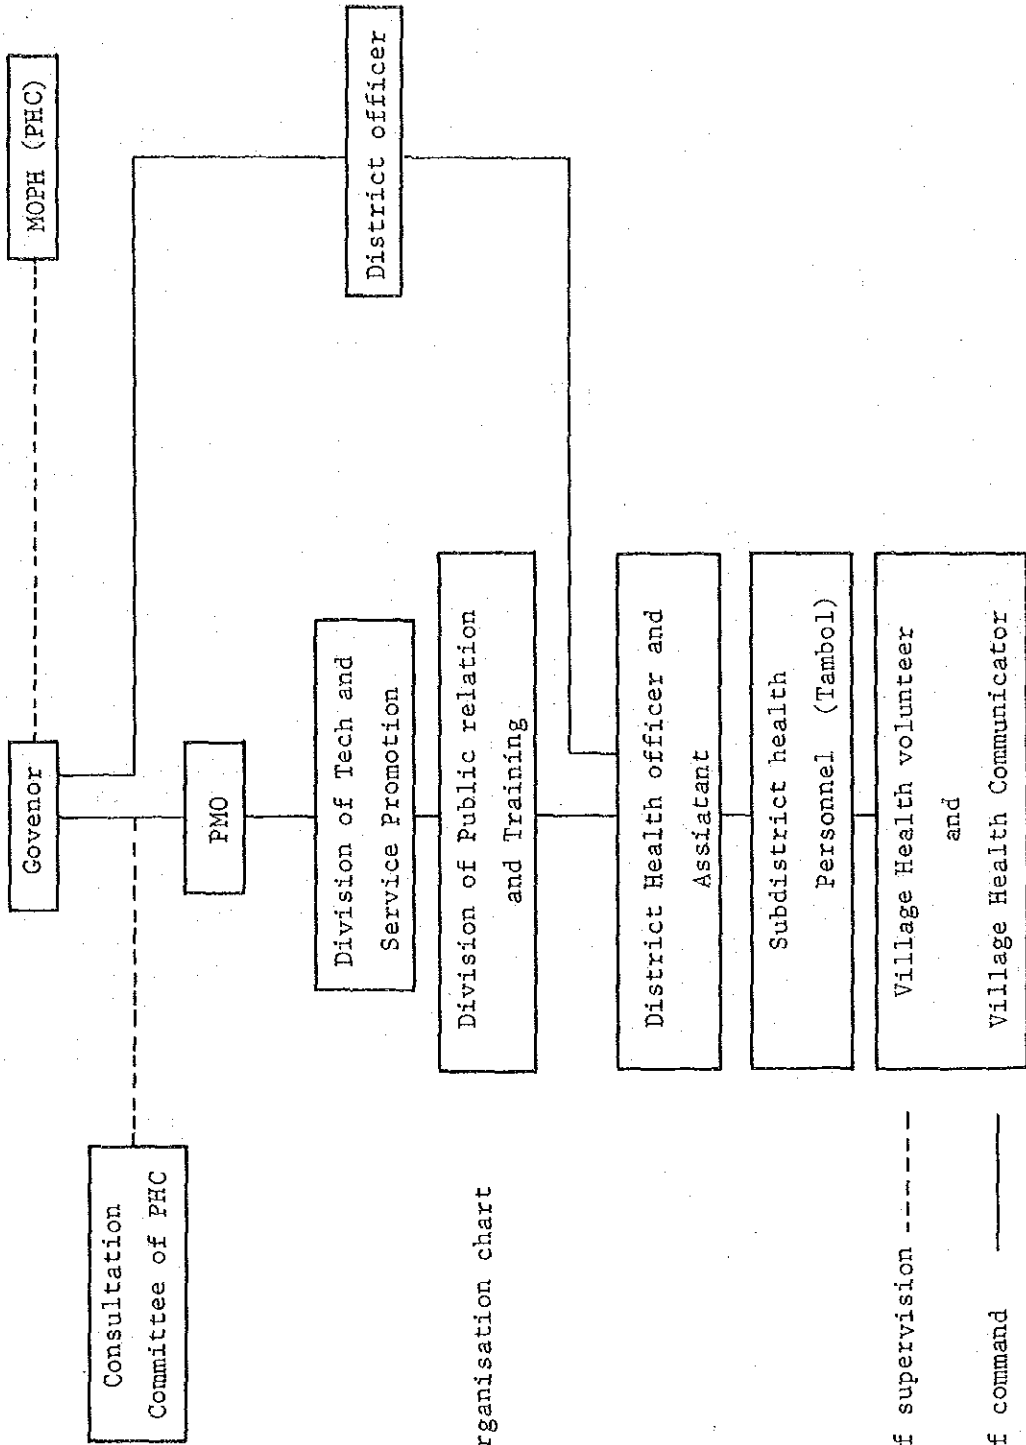 Govenor
MOPH (PHC)
Consultation
Committee of PHC
PMO
Division of Tech and
Service Promotion
District officer
Division of Public relation
and Training
rganisation chart
District Health officer and
Assiatant
Subdistrict health
Personnel (Tambol)
Village Health volunteer
and
Village Health Communicator
f supervision
f command